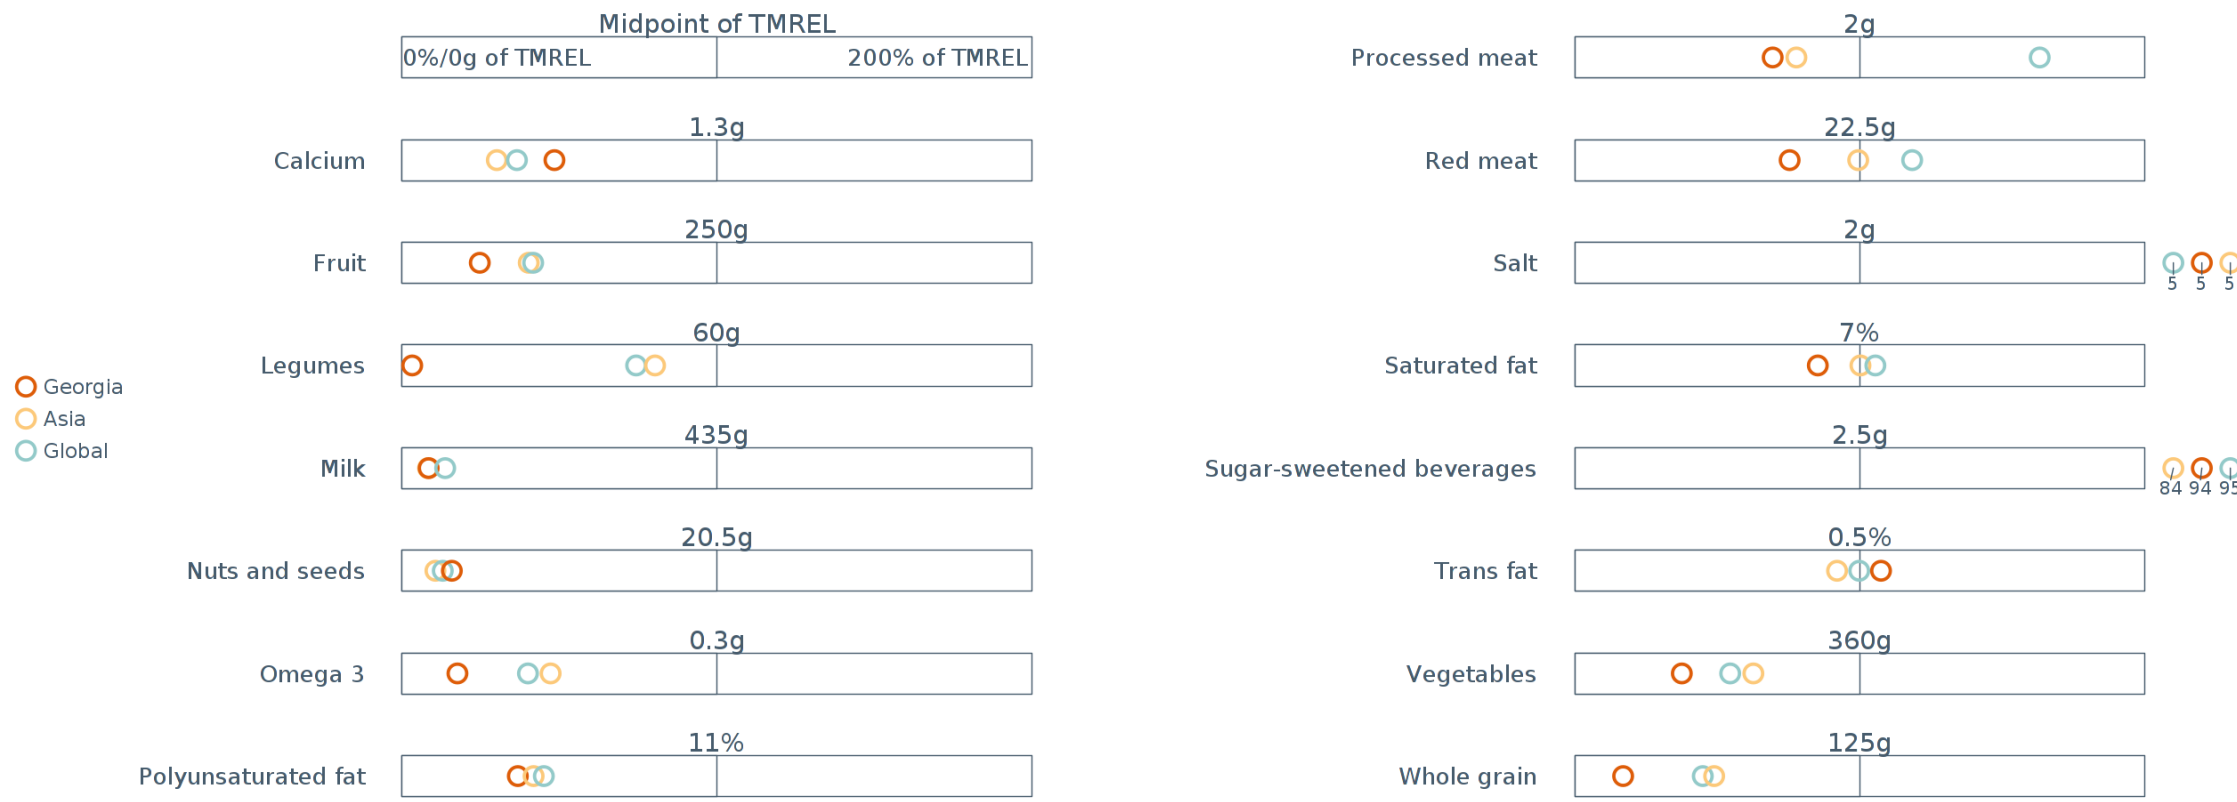 Midpoint of TMREL
0%/0g of TMREL 200% of TMREL
1.3g
Calcium
250g
Fruit
60g
Legumes
435g
Milk
20.5g
Nuts and seeds
0.3g
Omega 3
11%
Polyunsaturated fat
Georgia
Asia
Global
2g
Processed meat
22.5g
Red meat
2g
Salt
5 5 5
7%
Saturated fat
2.5g
Sugar-sweetened beverages
84 94 95
0.5%
Trans fat
360g
Vegetables
125g
Whole grain